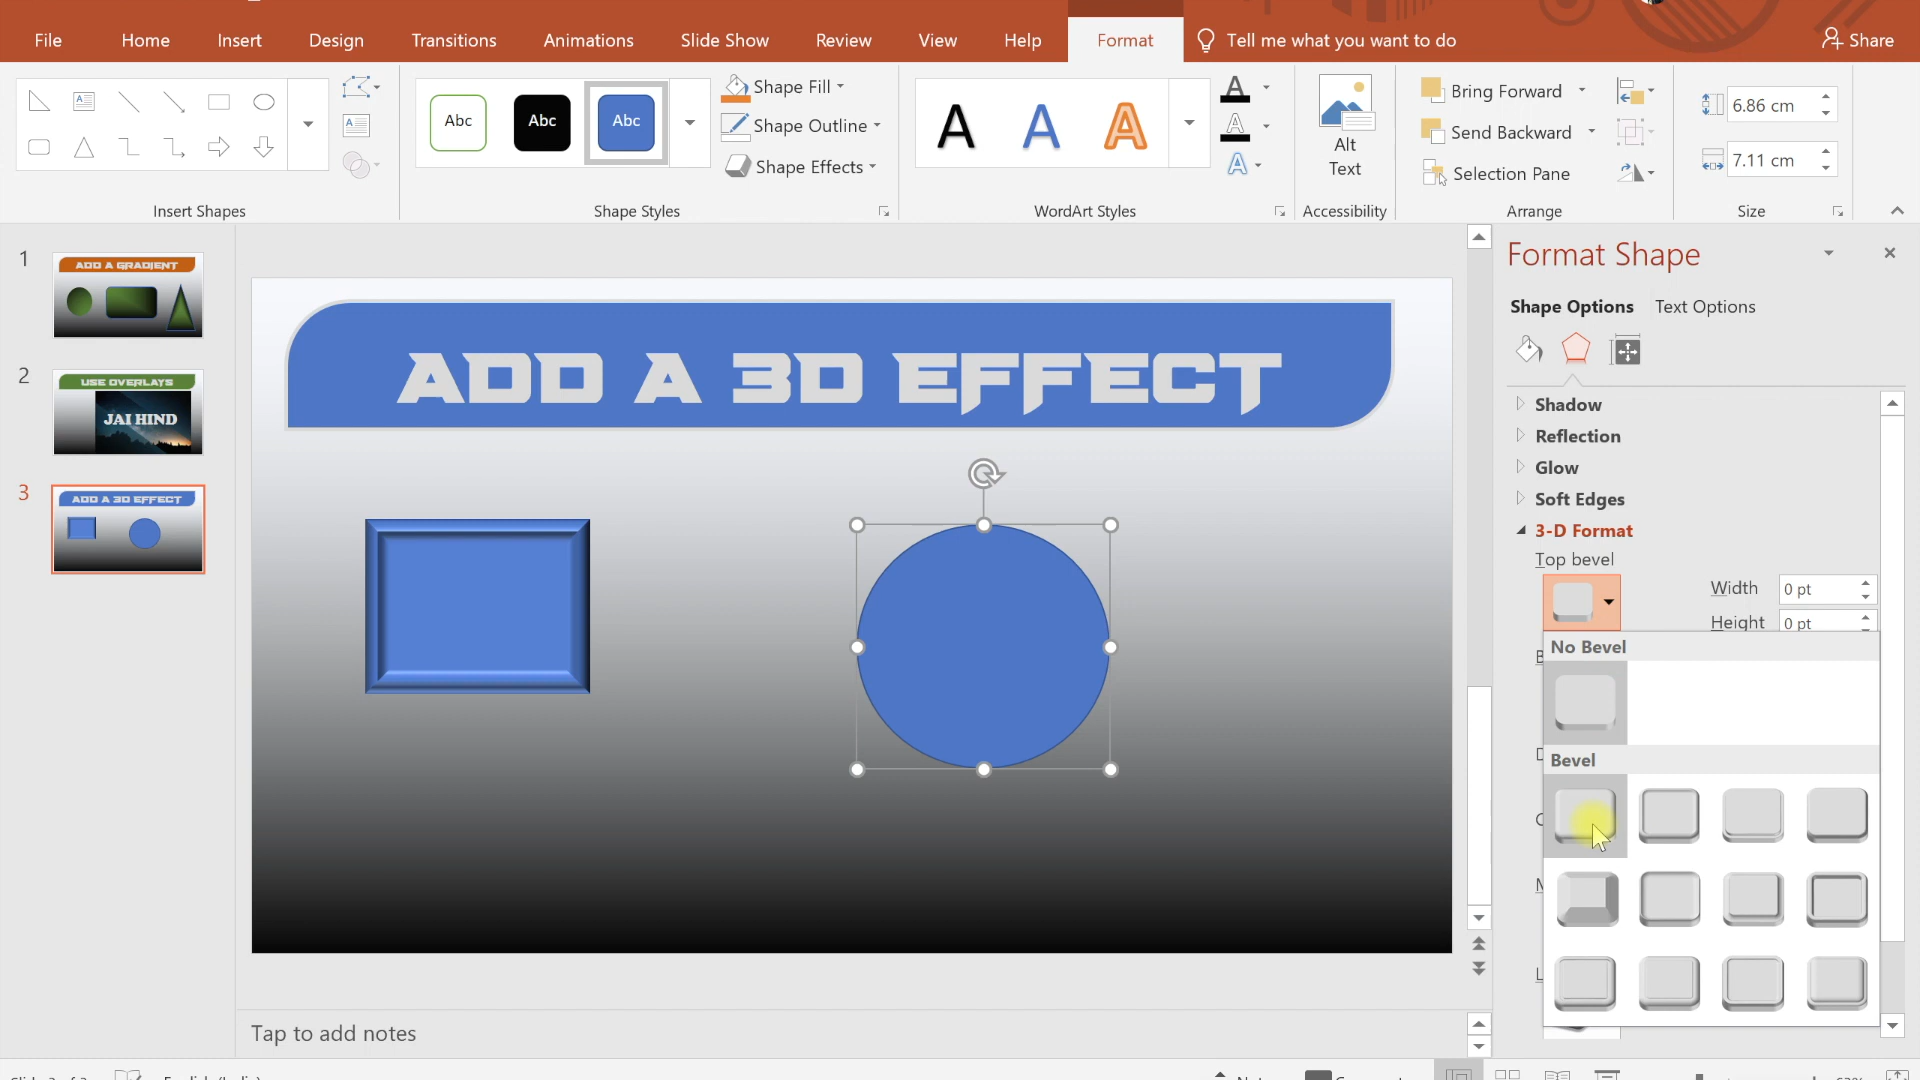 File Home Insert Design Transitions Animations Slide Show Review View Help Format Tell me what you want to do Share
Abc Abc Abc
Shape Fill
Shape Outline
Shape Effects
A A A
A
A
A
Alt
Text
Bring Forward
Send Backward
Selection Pane
6.86 cm
7.11 cm
Insert Shapes Shape Styles WordArt Styles Accessibility Arrange Size
1
ADD A GRADIENT
2
USE OVERLAYS
JAI HIND
3
ADD A 3D EFFECT
ADD A 3D EFFECT
Tap to add notes
Format Shape
Shape Options Text Options
Shadow
Reflection
Glow
Soft Edges
3-D Format
Top bevel
Width 0 pt
Height 0 pt
No Bevel
Bevel